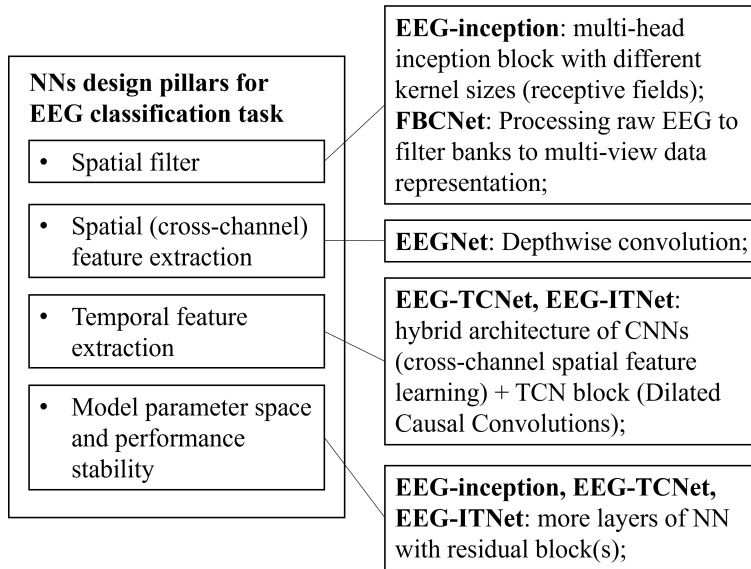 NNs design pillars for
EEG classification task
• Spatial filter
• Spatial (cross-channel)
feature extraction
• Temporal feature
extraction
• Model parameter space
and performance
stability
EEG-inception: multi-head
inception block with different
kernel sizes (receptive fields);
FBCNet: Processing raw EEG to
filter banks to multi-view data
representation;
EEGNet: Depthwise convolution;
EEG-TCNet, EEG-ITNet:
hybrid architecture of CNNs
(cross-channel spatial feature
learning) + TCN block (Dilated
Causal Convolutions);
EEG-inception, EEG-TCNet,
EEG-ITNet: more layers of NN
with residual block(s);